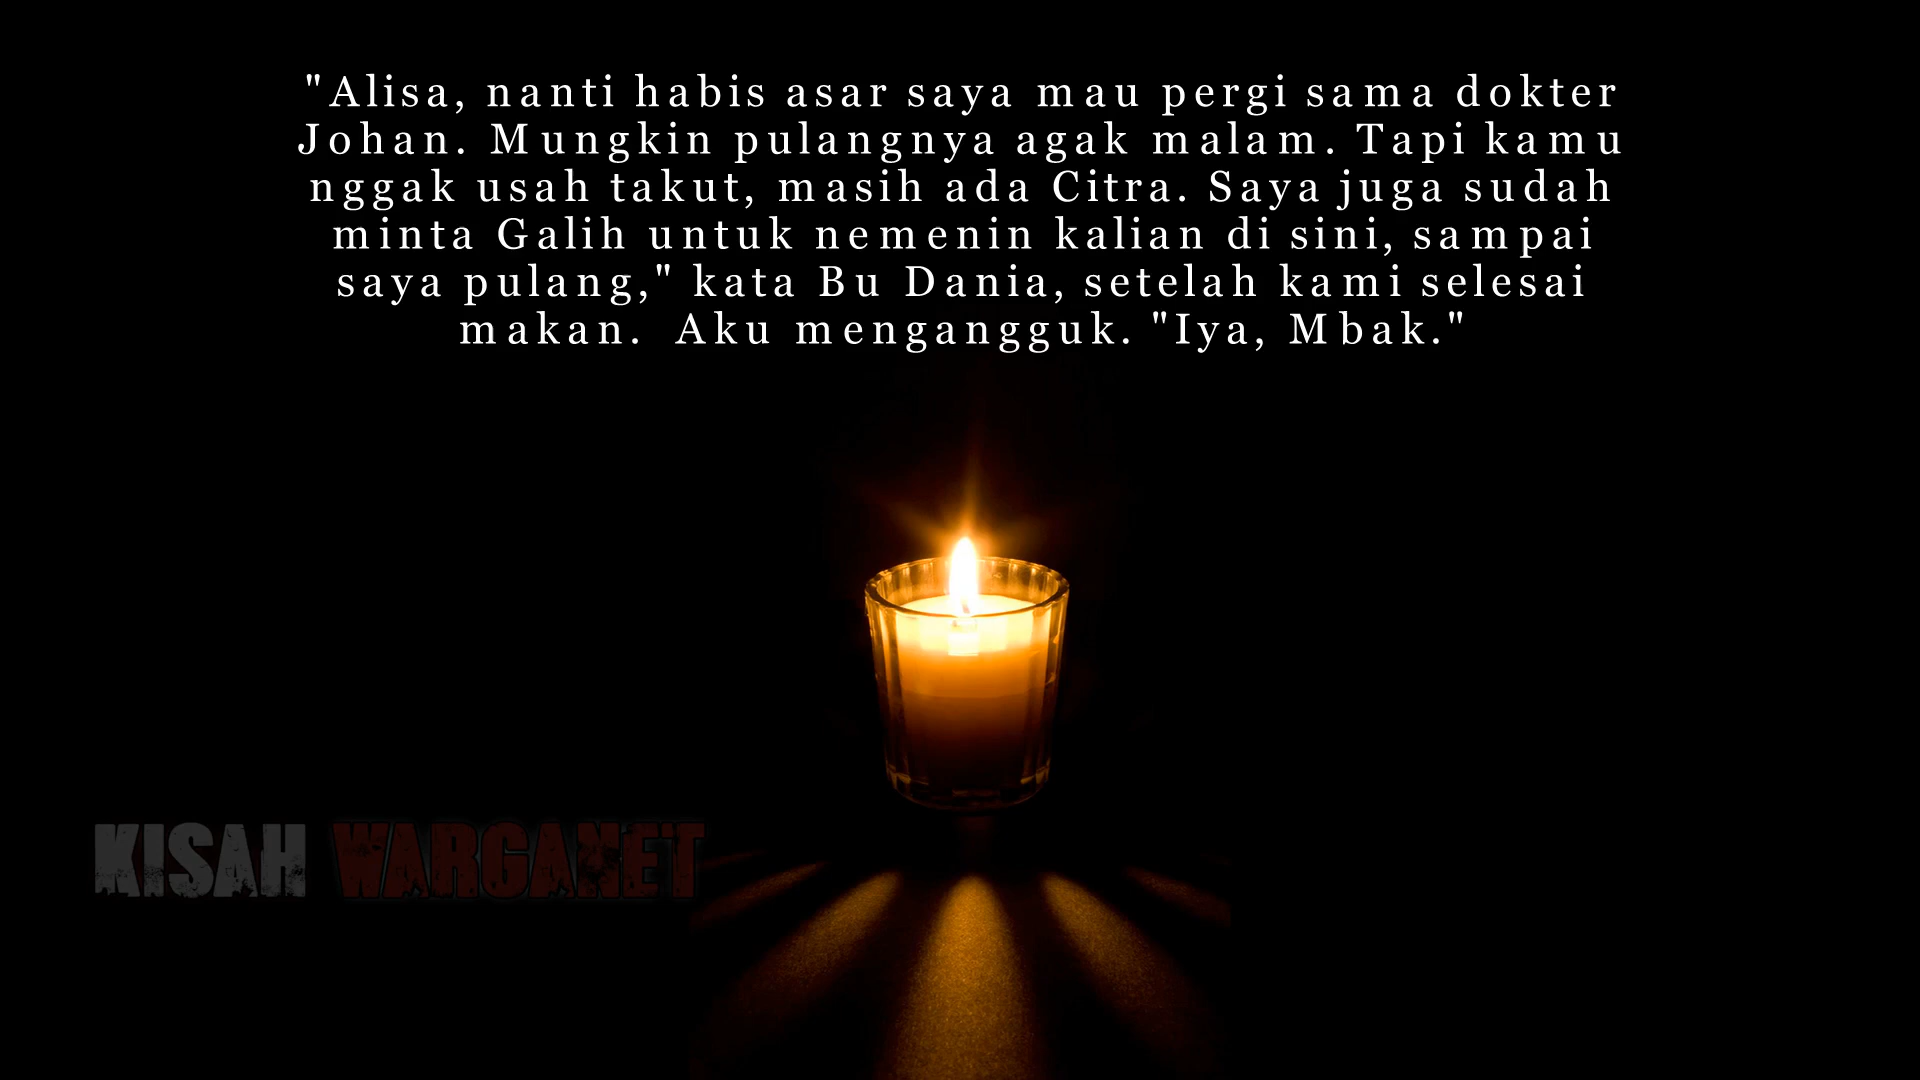 "Alisa, nanti habis asar saya mau pergi sama dokter
Johan. Mungkin pulangnya agak malam. Tapi kamu
nggak usah takut, masih ada Citra. Saya juga sudah
minta Galih untuk nemenin kalian di sini, sampai
saya pulang," kata Bu Dania, setelah kami selesai
makan.  Aku mengangguk. "Iya, Mbak."
KISAH WARGANET